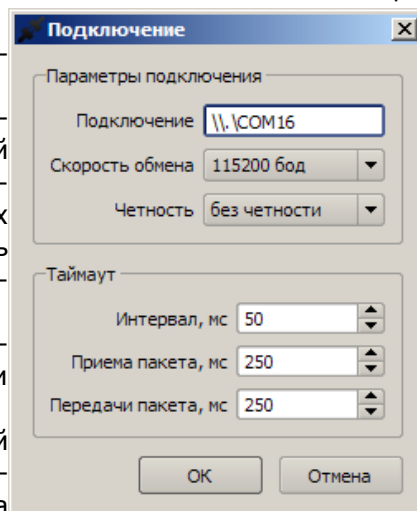 Подключение
Параметры подключения
Подключение \\.\COM16
Скорость обмена 115200 бод
Четность без четности
Таймаут
Интервал, мс 50
Приема пакета, мс 250
Передачи пакета, мс 250
ОК Отмена